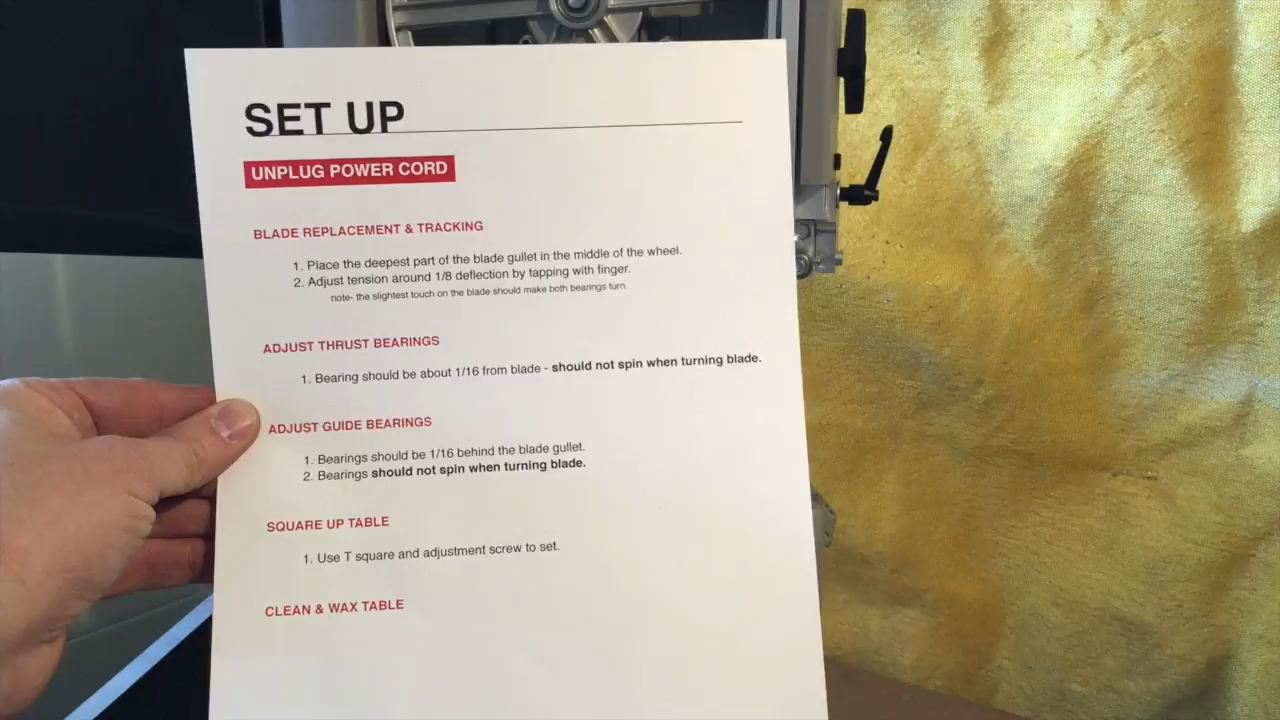 SET UP
UNPLUG POWER CORD
BLADE REPLACEMENT & TRACKING
1. Place the deepest part of the blade gullet in the middle of the wheel.
2. Adjust tension around 1/8 deflection by tapping with finger.
note- the slightest touch on the blade should make both bearings turn.
ADJUST THRUST BEARINGS
1. Bearing should be about 1/16 from blade - should not spin when turning blade.
ADJUST GUIDE BEARINGS
1. Bearings should be 1/16 behind the blade gullet.
2. Bearings should not spin when turning blade.
SQUARE UP TABLE
1. Use T square and adjustment screw to set.
CLEAN & WAX TABLE